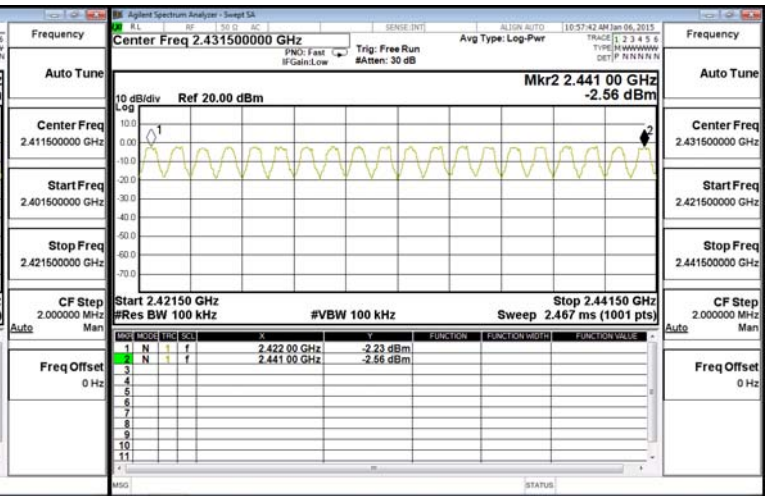 Frequency
Auto Tune
Center Freq
2.411500000 GHz
Start Freq
2.401500000 GHz
Stop Freq
2.421500000 GHz
CF Step
2.000000 MHz
Auto Man
Freq Offset
0 Hz
Agilent Spectrum Analyzer - Swept SA
RL RF 50 Ω AC SENSE:INT ALIGN AUTO 10:57:42 AM Jan 06, 2015
Center Freq 2.431500000 GHz
PNO: Fast
IFGain:Low
Trig: Free Run
#Atten: 30 dB
Avg Type: Log-Pwr
TRACE 1 2 3 4 5 6
TYPE M WWWWW
DET P NNNNN
Mkr2 2.441 00 GHz
-2.56 dBm
10 dB/div Ref 20.00 dBm
Log
10.0
0.00
-10.0
-20.0
-30.0
-40.0
-50.0
-60.0
-70.0
1
2
Start 2.42150 GHz Stop 2.44150 GHz
#Res BW 100 kHz #VBW 100 kHz Sweep 2.467 ms (1001 pts)
MKR MODE TRC SCL X Y FUNCTION FUNCTION WIDTH FUNCTION VALUE
1 N 1 f 2.422 00 GHz -2.23 dBm
2 N 1 f 2.441 00 GHz -2.56 dBm
3
4
5
6
7
8
9
10
11
MSG STATUS
Frequency
Auto Tune
Center Freq
2.431500000 GHz
Start Freq
2.421500000 GHz
Stop Freq
2.441500000 GHz
CF Step
2.000000 MHz
Auto Man
Freq Offset
0 Hz